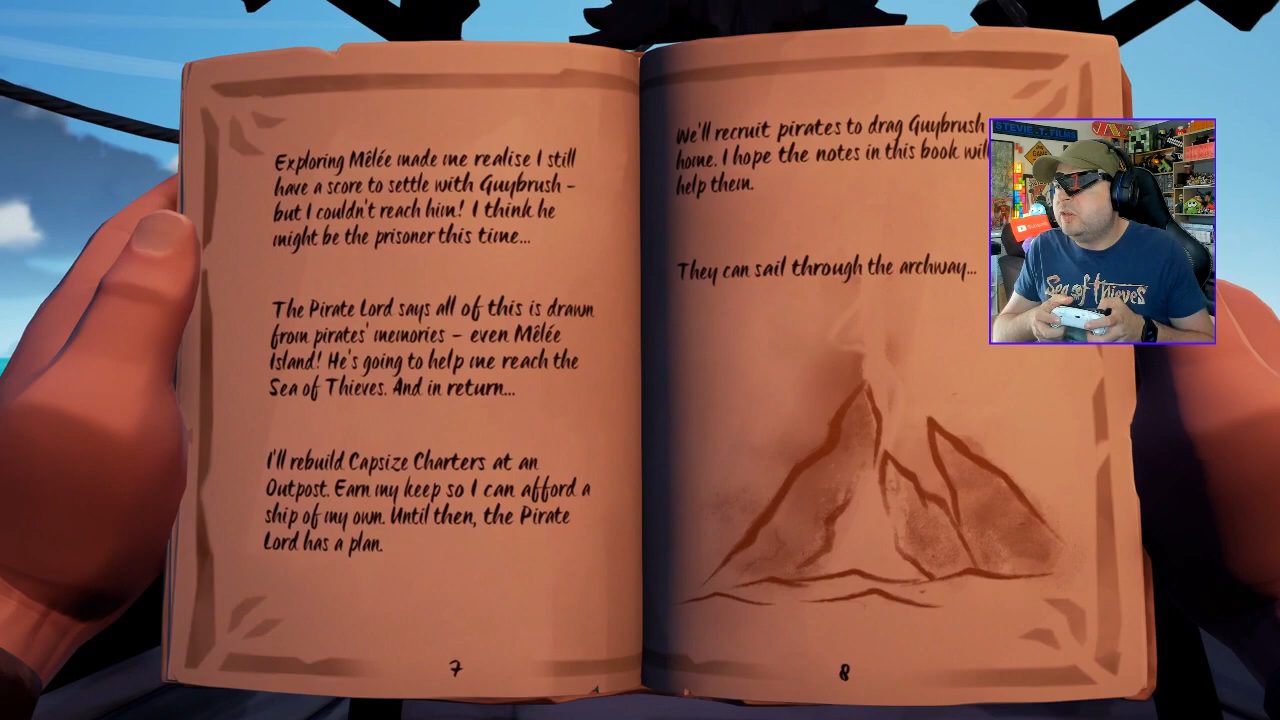 Exploring Mêlée made me realise I still
have a score to settle with Guybrush –
but I couldn't reach him! I think he
might be the prisoner this time...
The Pirate Lord says all of this is drawn
from pirates' memories – even Mêlée
Island! He's going to help me reach the
Sea of Thieves. And in return...
I'll rebuild Capsize Charters at an
Outpost. Earn my keep so I can afford a
ship of my own. Until then, the Pirate
Lord has a plan.
7
We'll recruit pirates to drag Guybrush
home. I hope the notes in this book will
help them.
They can sail through the archway...
8
STEVIE .T. FILMS
Sea of Thieves